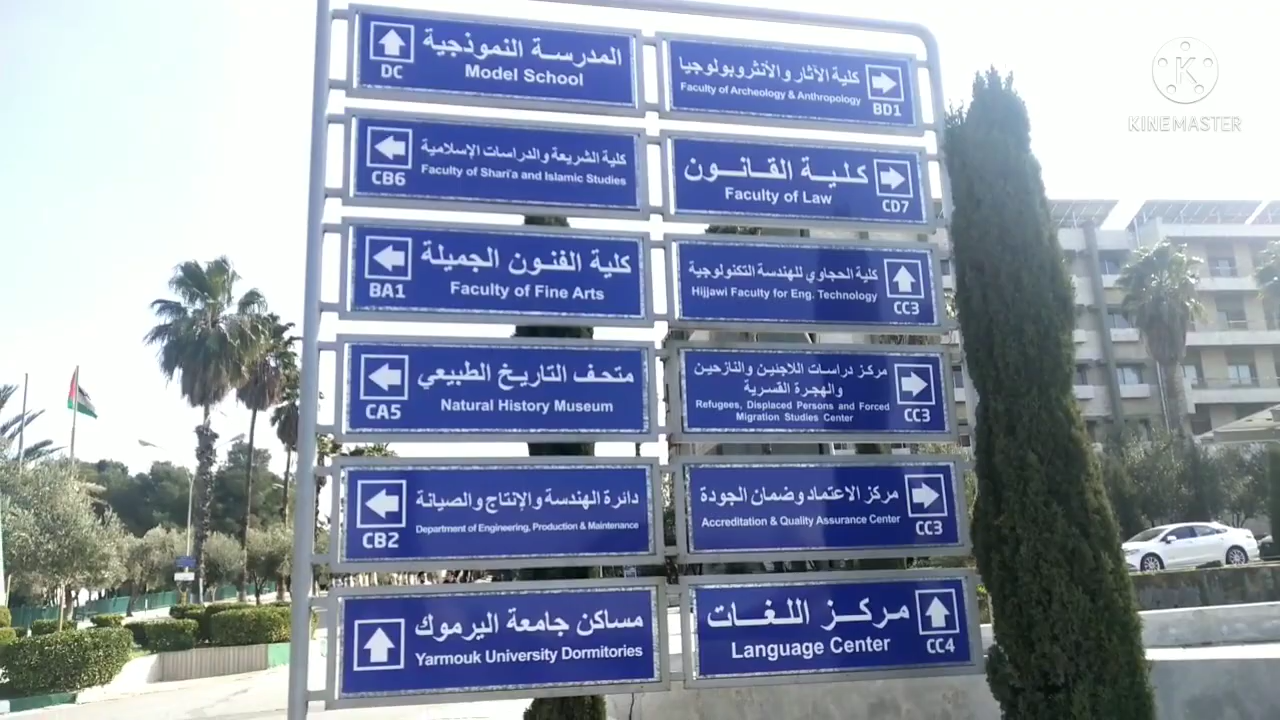 المدرسة النموذجية
Model School
DC
كلية الآثار والأنثروبولوجيا
Faculty of Archeology & Anthropology
BD1
كلية الشريعة والدراسات الإسلامية
Faculty of Shari'a and Islamic Studies
CB6
كلية القانون
Faculty of Law
CD7
كلية الفنون الجميلة
Faculty of Fine Arts
BA1
كلية الحجاوي للهندسة التكنولوجية
Hijjawi Faculty for Eng. Technology
CC3
متحف التاريخ الطبيعي
Natural History Museum
CA5
مركز دراسات اللاجئين والنازحين
والهجرة القسرية
Refugees, Displaced Persons and Forced
Migration Studies Center
CC3
دائرة الهندسة والإنتاج والصيانة
Department of Engineering, Production & Maintenance
CB2
مركز الاعتماد وضمان الجودة
Accreditation & Quality Assurance Center
CC3
مساكن جامعة اليرموك
Yarmouk University Dormitories
مركز اللغات
Language Center
CC4
K
KINEMASTER